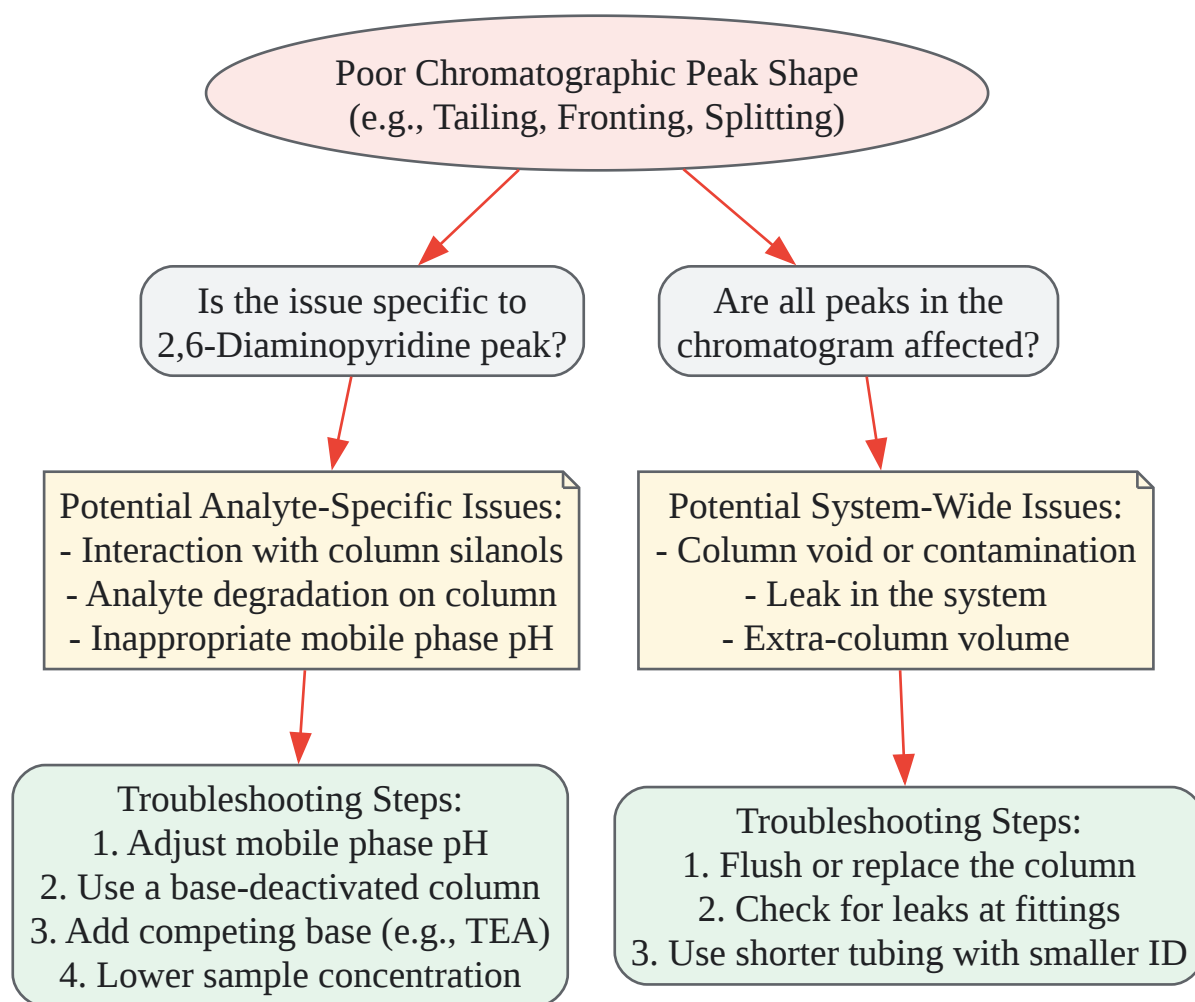 Poor Chromatographic Peak Shape
(e.g., Tailing, Fronting, Splitting)
Is the issue specific to
2,6-Diaminopyridine peak?
Are all peaks in the
chromatogram affected?
Potential Analyte-Specific Issues:
- Interaction with column silanols
- Analyte degradation on column
- Inappropriate mobile phase pH
Potential System-Wide Issues:
- Column void or contamination
- Leak in the system
- Extra-column volume
Troubleshooting Steps:
1. Adjust mobile phase pH
2. Use a base-deactivated column
3. Add competing base (e.g., TEA)
4. Lower sample concentration
Troubleshooting Steps:
1. Flush or replace the column
2. Check for leaks at fittings
3. Use shorter tubing with smaller ID